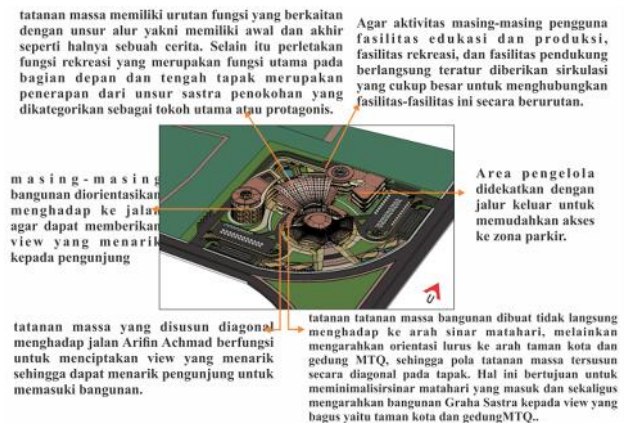 tatanan massa memiliki urutan fungsi yang berkaitan
dengan unsur alur yakni memiliki awal dan akhir
seperti halnya sebuah cerita. Selain itu perletakan
fungsi rekreasi yang merupakan fungsi utama pada
bagian depan dan tengah tapak merupakan
penerapan dari unsur sastra penokohan yang
dikategorikan sebagai tokoh utama atau protagonis.
Agar aktivitas masing-masing pengguna
fasilitas edukasi dan produksi,
fasilitas rekreasi, dan fasilitas pendukung
berlangsung teratur diberikan sirkulasi
yang cukup besar untuk menghubungkan
fasilitas-fasilitas ini secara berurutan.
masing-masing
bangunan diorientasikan
menghadap ke jalan
agar dapat memberikan
view yang menarik
kepada pengunjung
Area pengelola
didekatkan dengan
jalur keluar untuk
memudahkan akses
ke zona parkir.
U
tatanan massa yang disusun diagonal
menghadap jalan Arifin Achmad berfungsi
untuk menciptakan view yang menarik
sehingga dapat menarik pengunjung untuk
memasuki bangunan.
tatanan tatanan massa bangunan dibuat tidak langsung
menghadap ke arah sinar matahari, melainkan
mengarahkan orientasi lurus ke arah taman kota dan
gedung MTQ, sehingga pola tatanan massa tersusun
secara diagonal pada tapak. Hal ini bertujuan untuk
meminimalisirsinar matahari yang masuk dan sekaligus
mengarahkan bangunan Graha Sastra kepada view yang
bagus yaitu taman kota dan gedungMTQ..